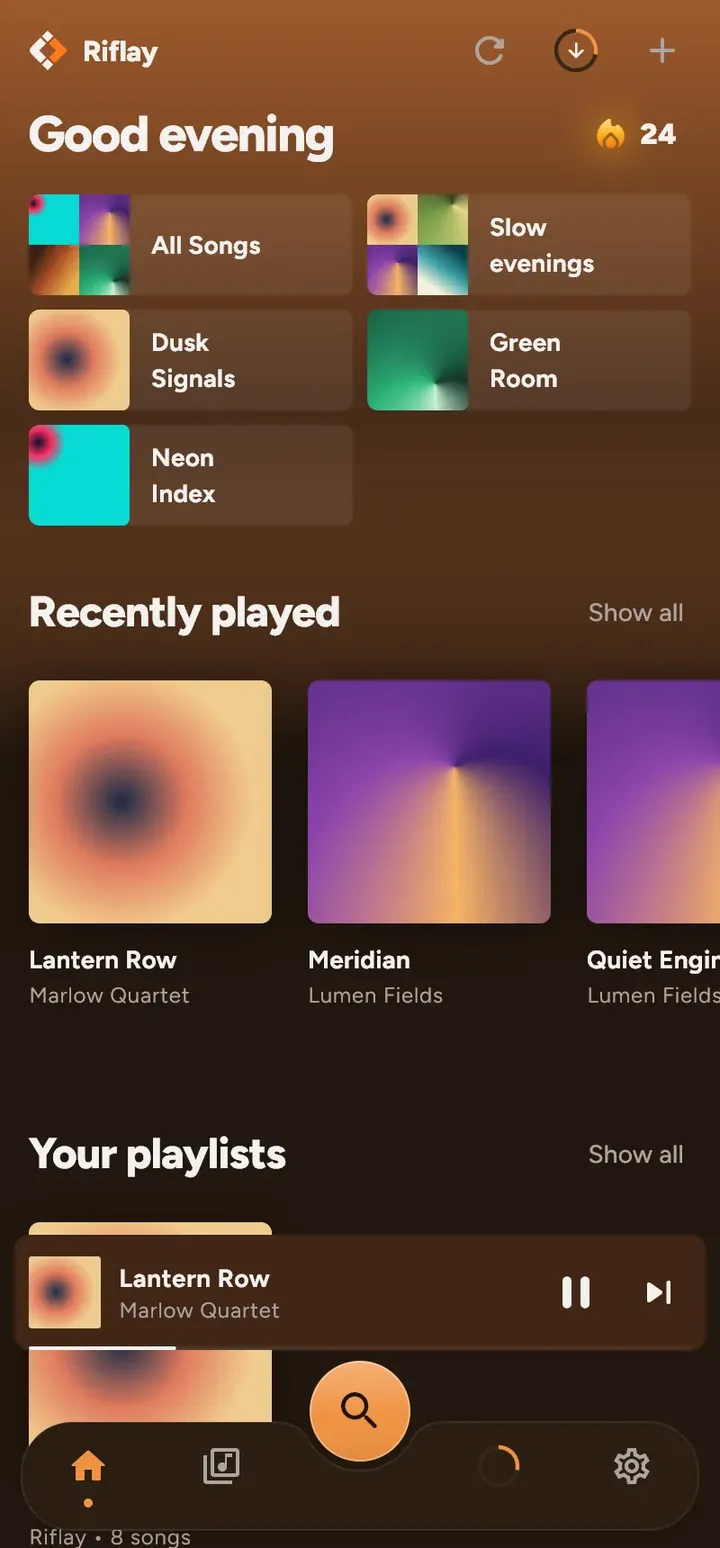 Riflay
Good evening
24
All Songs
Slow
evenings
Dusk
Signals
Green
Room
Neon
Index
Recently played
Show all
Lantern Row
Marlow Quartet
Meridian
Lumen Fields
Quiet Engin
Lumen Fields
Your playlists
Show all
Lantern Row
Marlow Quartet
Riflay • 8 songs